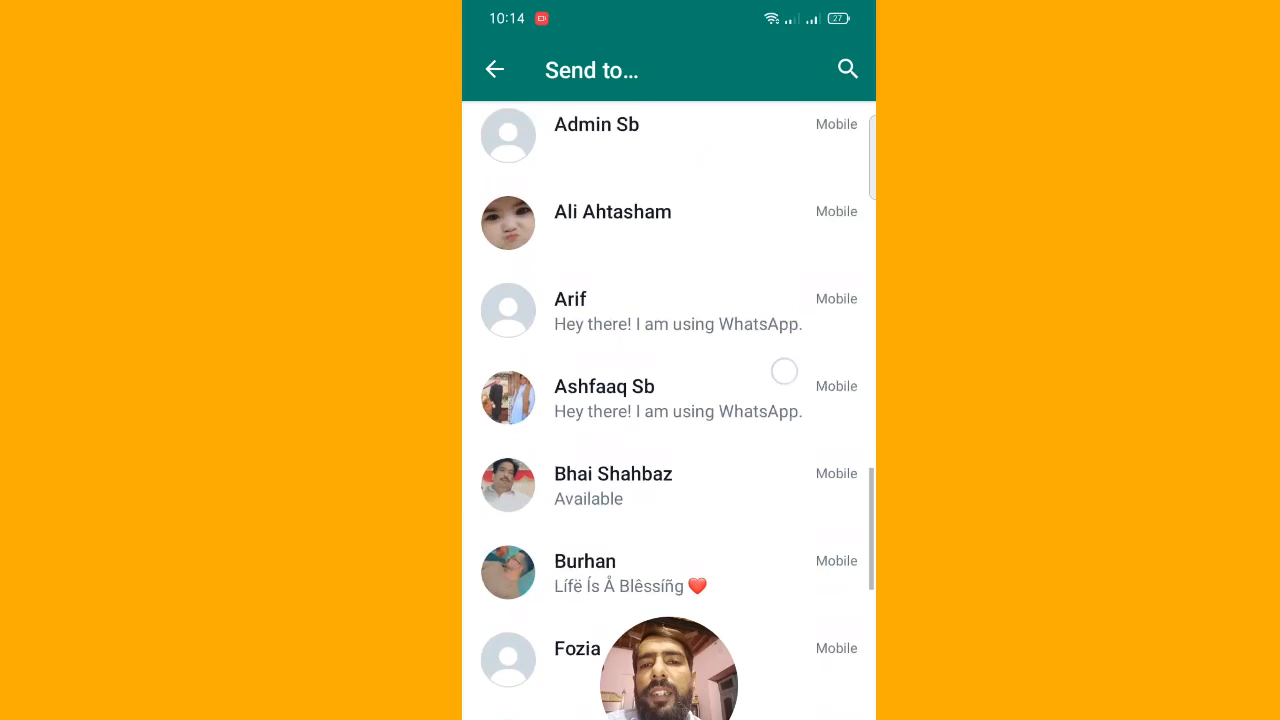 10:14
27
Send to...
Admin Sb
Mobile
Ali Ahtasham
Mobile
Arif
Mobile
Hey there! I am using WhatsApp.
Ashfaaq Sb
Mobile
Hey there! I am using WhatsApp.
Bhai Shahbaz
Mobile
Available
Burhan
Mobile
Lífë Ís Å Blêssíñg ❤️
Fozia
Mobile